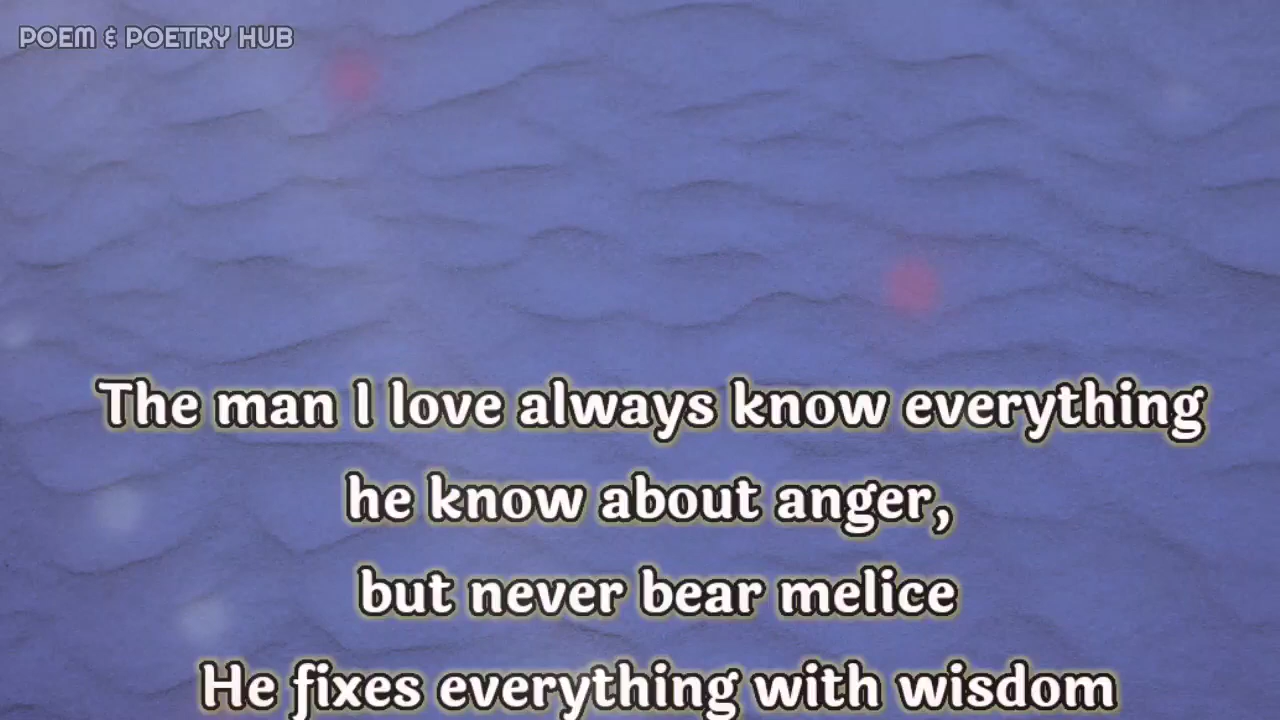 POEM & POETRY HUB
The man I love always know everything
he know about anger,
but never bear melice
He fixes everything with wisdom